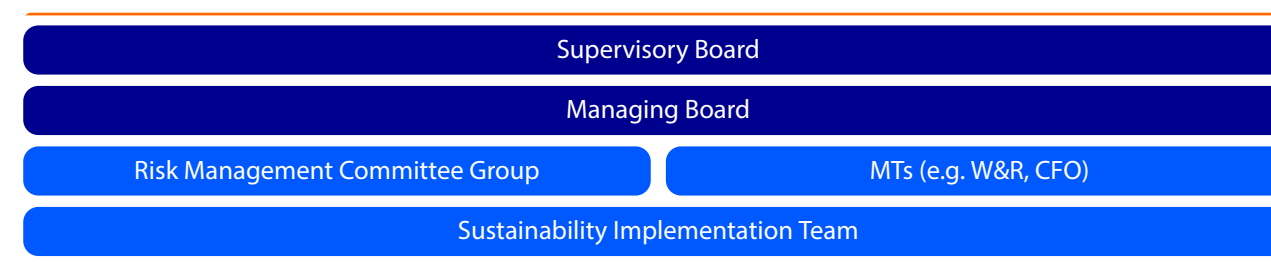 Supervisory Board
Managing Board
Risk Management Committee Group
MTs (e.g. W&R, CFO)
Sustainability Implementation Team